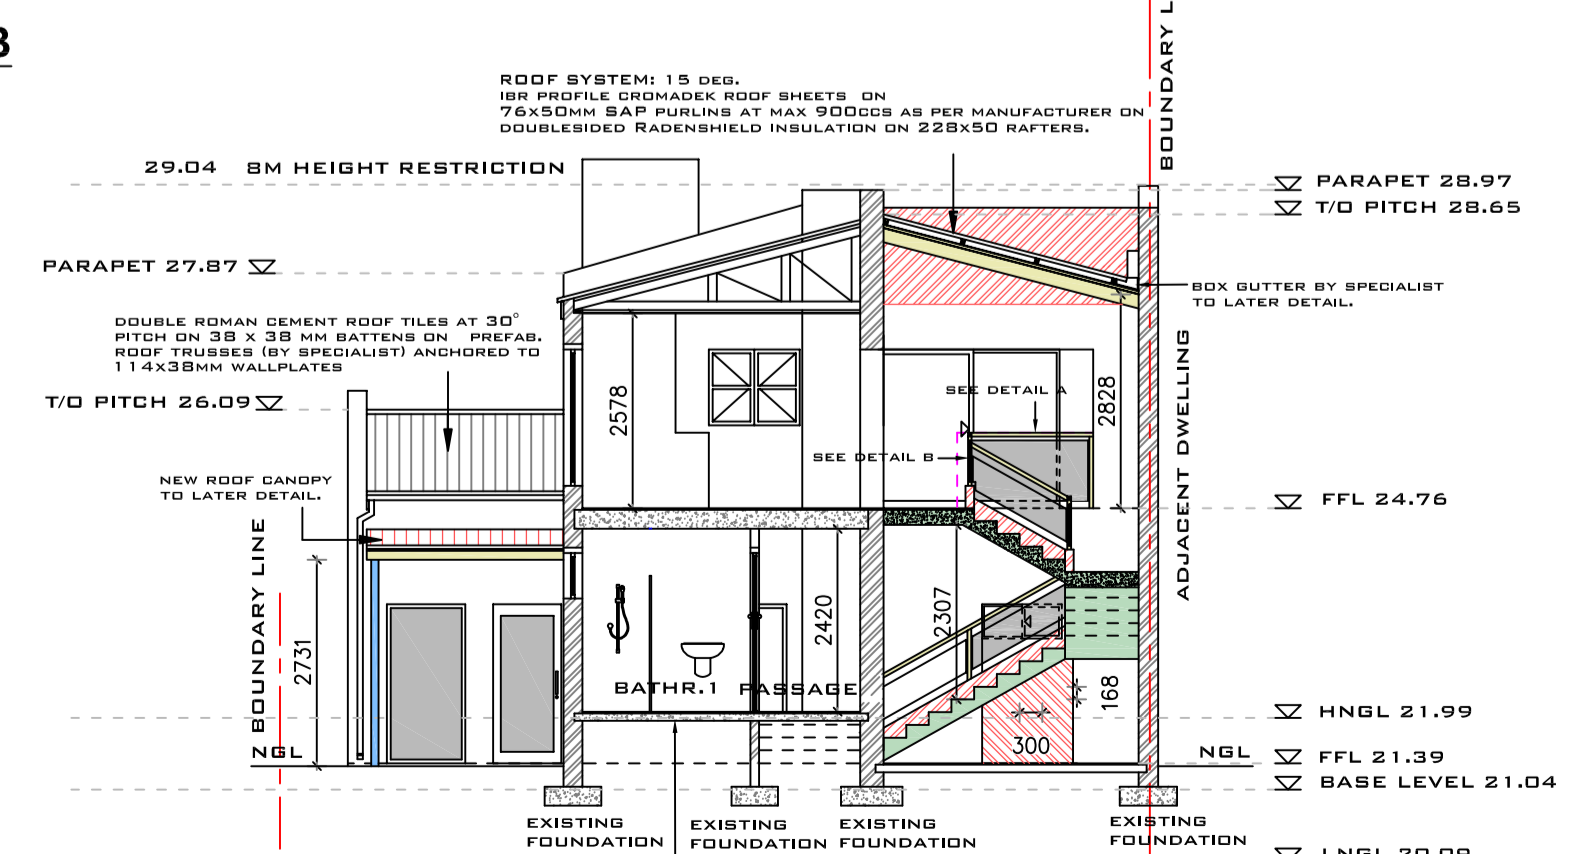 B
ROOF SYSTEM: 15 DEG.
IBR PROFILE CROMADEK ROOF SHEETS ON
76X50MM SAP PURLINS AT MAX 900CCS AS PER MANUFACTURER ON
DOUBLESIDED RADENSHIELD INSULATION ON 228X50 RAFTERS.
BOUNDARY L
29.04 8M HEIGHT RESTRICTION
PARAPET 28.97
T/O PITCH 28.65
PARAPET 27.87
BOX GUTTER BY SPECIALIST
TO LATER DETAIL.
DOUBLE ROMAN CEMENT ROOF TILES AT 30°
PITCH ON 38 X 38 MM BATTENS ON PREFAB.
ROOF TRUSSES (BY SPECIALIST) ANCHORED TO
114X38MM WALLPLATES
T/O PITCH 26.09
2578
SEE DETAIL A
2828
ADJACENT DWELLING
SEE DETAIL B
NEW ROOF CANOPY
TO LATER DETAIL.
FFL 24.76
BOUNDARY LINE
2731
2420
2307
BATHR.1
PASSAGE
168
300
HNGL 21.99
NGL
NGL
FFL 21.39
BASE LEVEL 21.04
EXISTING
FOUNDATION
EXISTING
FOUNDATION
EXISTING
FOUNDATION
EXISTING
FOUNDATION